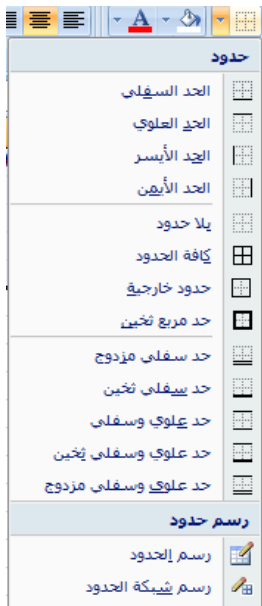 A
حدود
الحد السفلي
الحد العلوي
الحد الأيسر
الحد الأيمن
بلا حدود
كافة الحدود
حدود خارجية
حد مربع ثخين
حد سفلي مزدوج
حد سفلي ثخين
حد علوي وسفلي
حد علوي وسفلي ثخين
حد علوي وسفلي مزدوج
رسم حدود
رسم الحدود
رسم شبكة الحدود